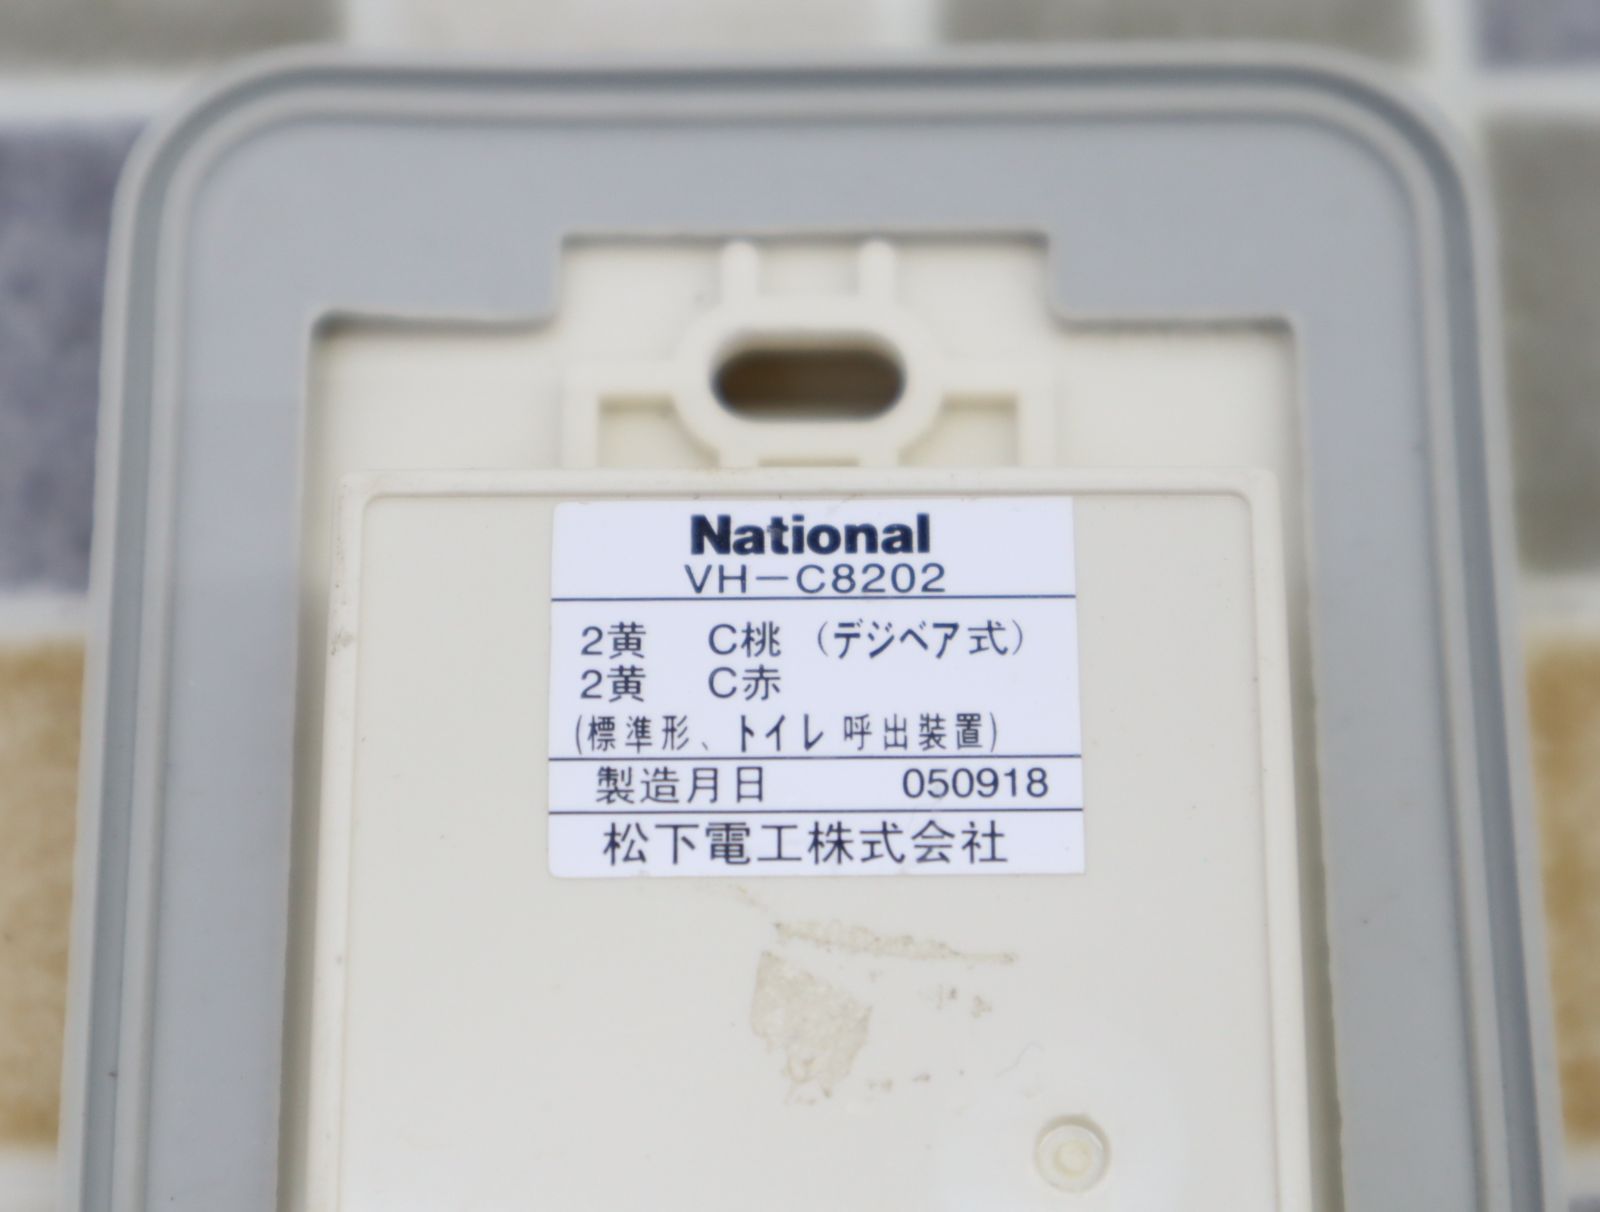 National
VH-C8202
2黄 C桃 (デジペア式)
2黄 C赤
(標準形、トイレ呼出装置)
製造月日 050918
松下電工株式会社